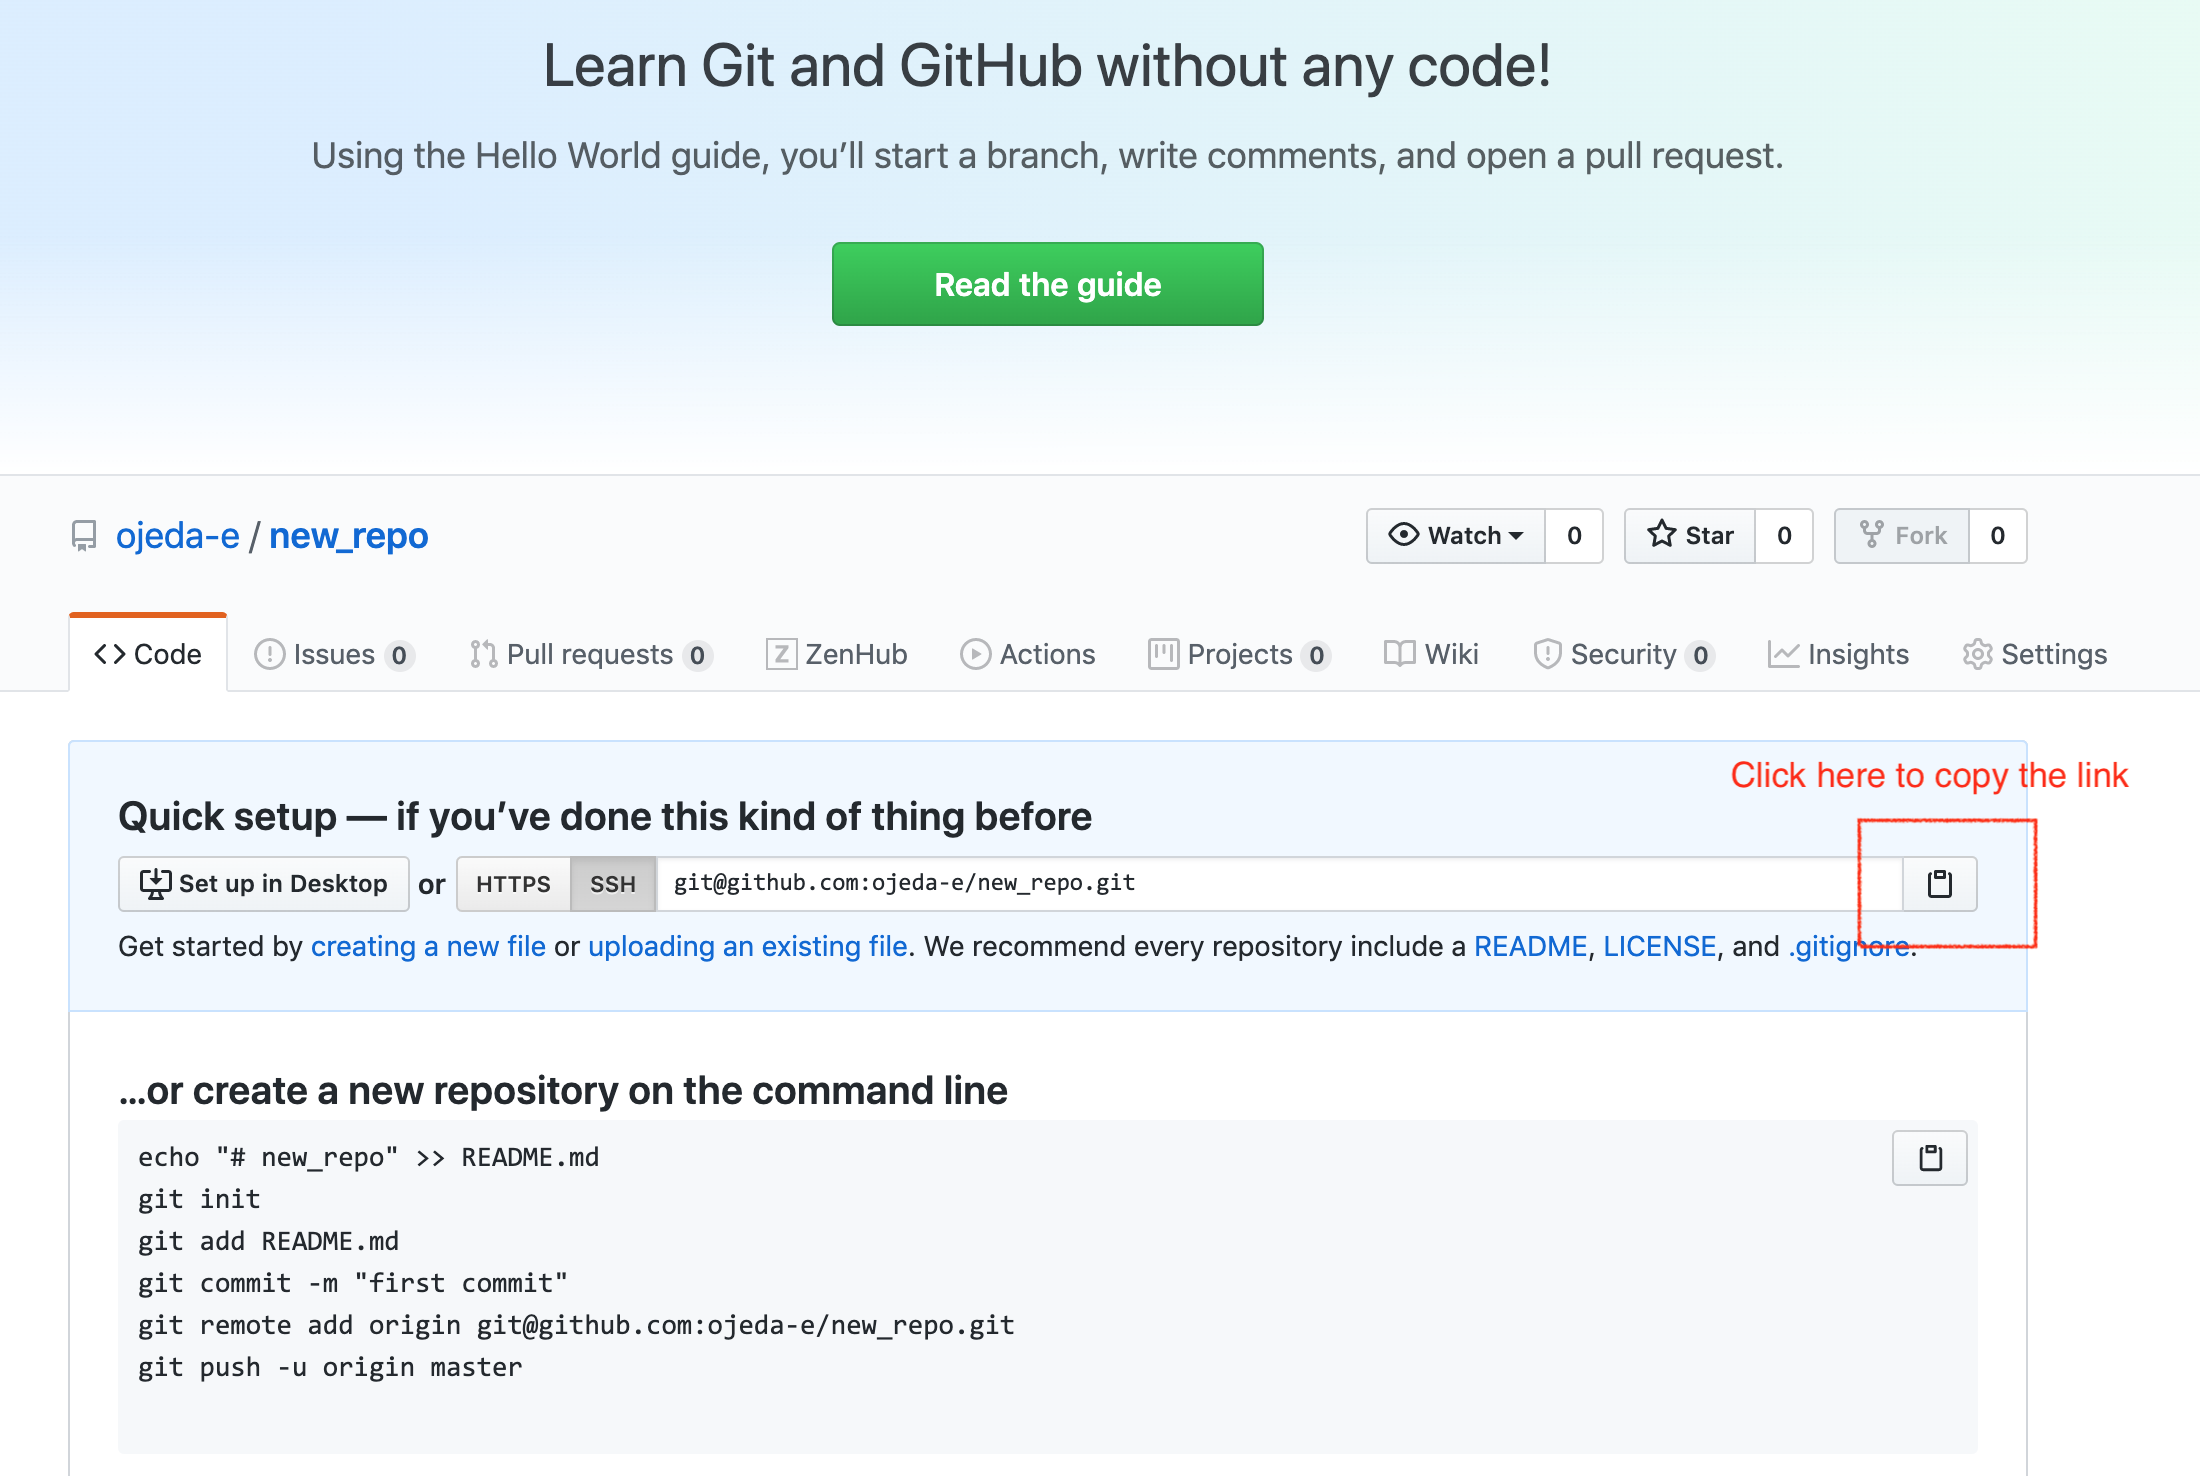 Learn Git and GitHub without any code!
Using the Hello World guide, you’ll start a branch, write comments, and open a pull request.
Read the guide
ojeda-e / new_repo
Watch 0 Star 0 Fork 0
Code Issues 0 Pull requests 0 Z ZenHub Actions Projects 0 Wiki Security 0 Insights Settings
Click here to copy the link
Quick setup — if you’ve done this kind of thing before
Set up in Desktop or HTTPS SSH git@github.com:ojeda-e/new_repo.git
Get started by creating a new file or uploading an existing file. We recommend every repository include a README, LICENSE, and .gitignore.
…or create a new repository on the command line
echo "# new_repo" >> README.md
git init
git add README.md
git commit -m "first commit"
git remote add origin git@github.com:ojeda-e/new_repo.git
git push -u origin master